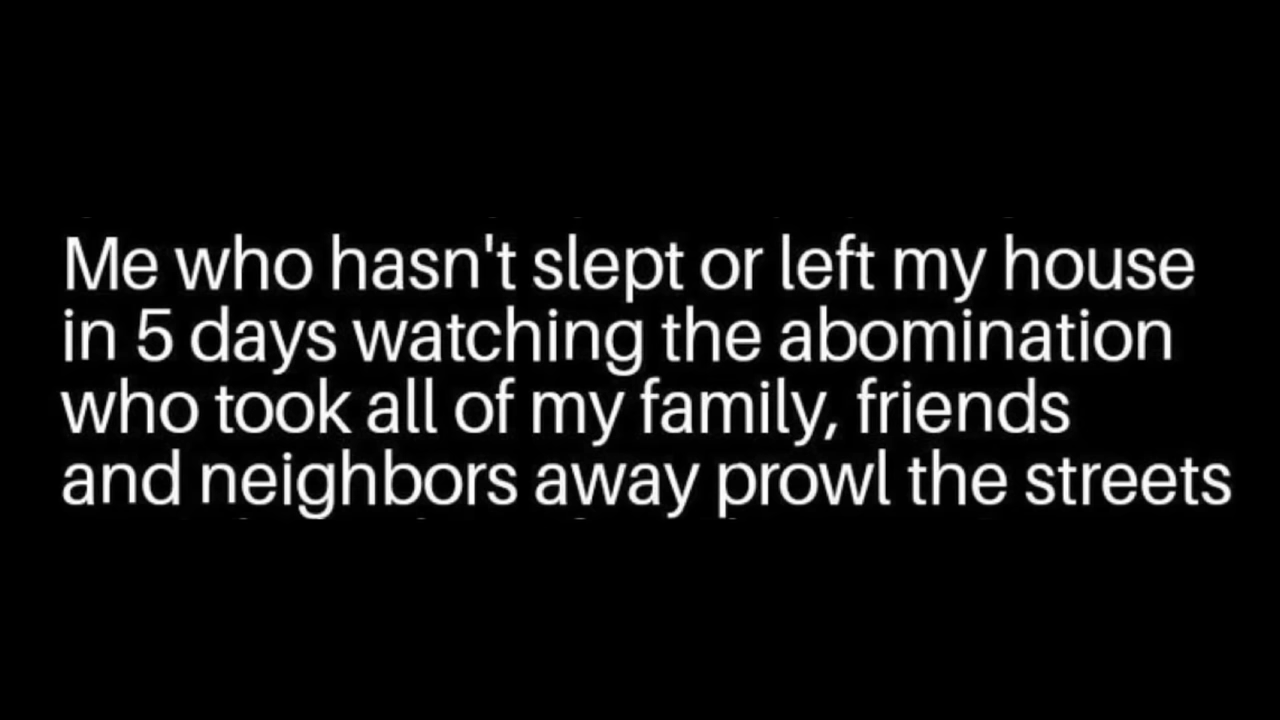 Me who hasn't slept or left my house
in 5 days watching the abomination
who took all of my family, friends
and neighbors away prowl the streets